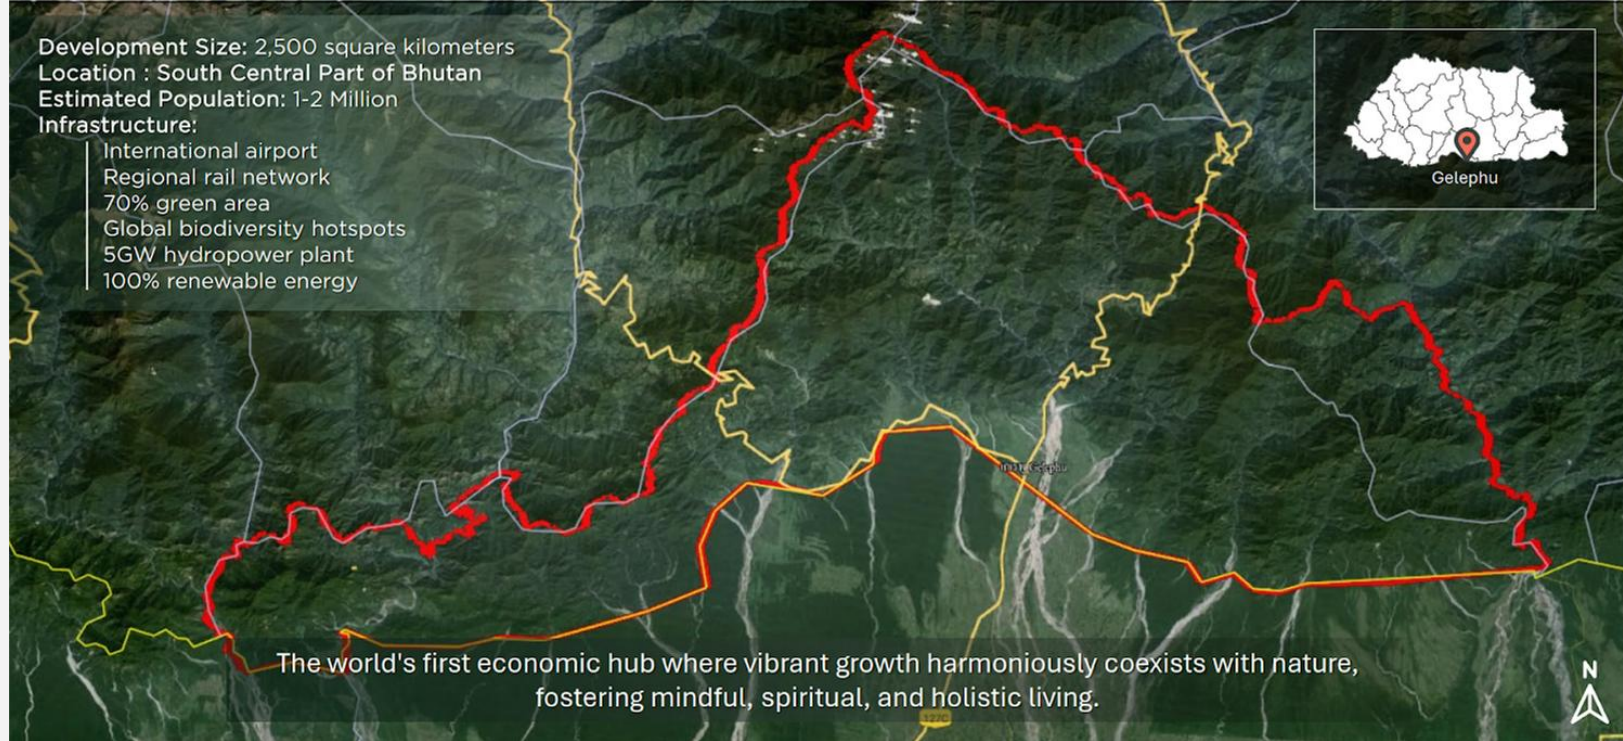 Development Size: 2,500 square kilometers
Location : South Central Part of Bhutan
Estimated Population: 1-2 Million
Infrastructure:
International airport
Regional rail network
70% green area
Global biodiversity hotspots
5GW hydropower plant
100% renewable energy
Gelephu
Gelephu
The world's first economic hub where vibrant growth harmoniously coexists with nature,
fostering mindful, spiritual, and holistic living.
N
127C